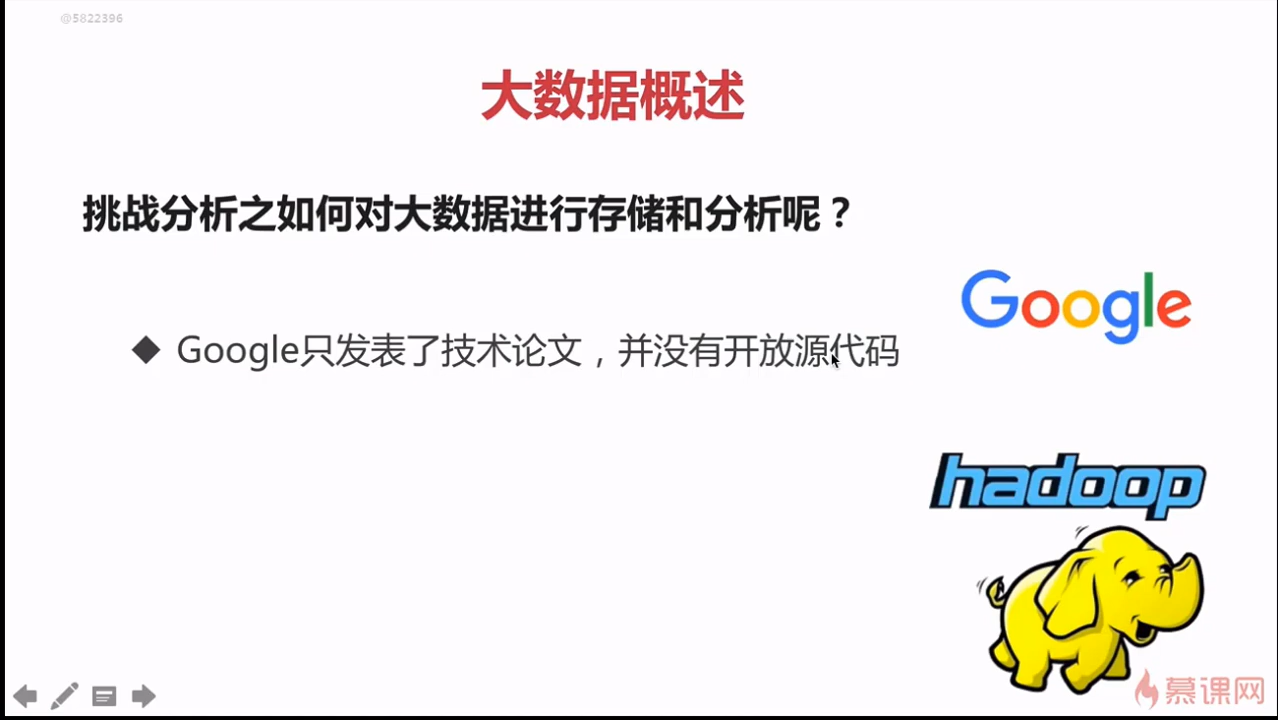 @5822396
大数据概述
挑战分析之如何对大数据进行存储和分析呢？
Google
◆ Google只发表了技术论文，并没有开放源代码
hadoop
慕课网